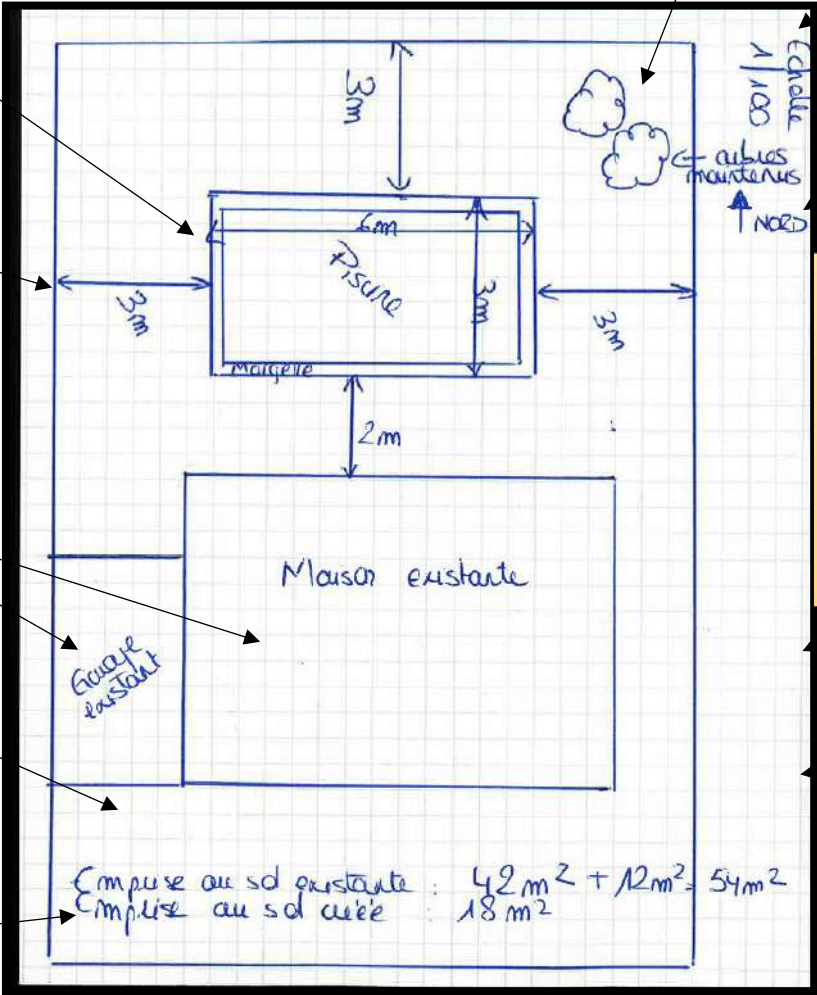 Echelle
1/100
3m
← arbres
maintenus
NORD
6m
Piscine
3m
3m
3m
Margelle
2m
Maison existante
Garage
existant
Emprise au sol existante : 42m² + 12m² = 54m²
Emprise au sol créée : 18m²